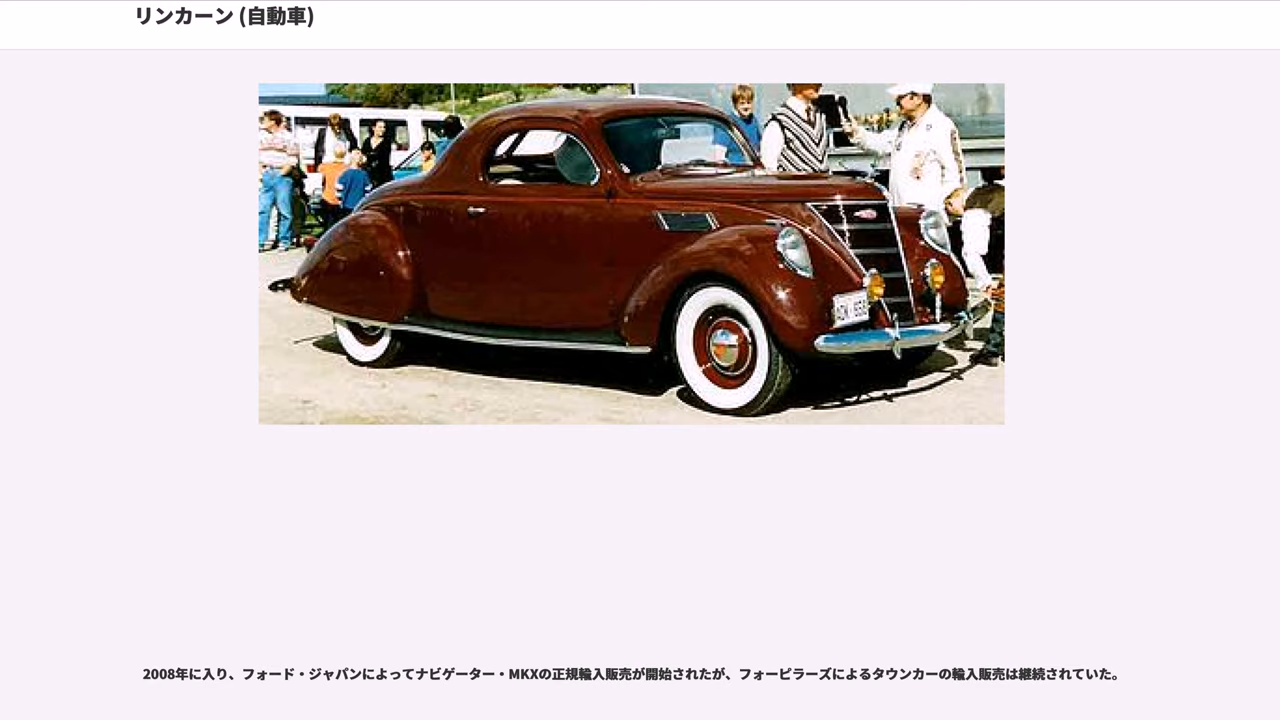 リンカーン (自動車)
2008年に入り、フォード・ジャパンによってナビゲーター・MKXの正規輸入販売が開始されたが、フォーピラーズによるタウンカーの輸入販売は継続されていた。